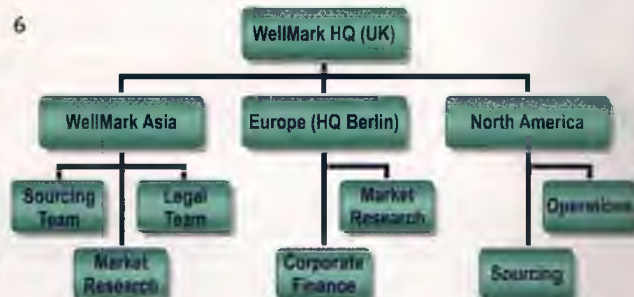 6
WellMark HQ (UK)
WellMark Asia
Europe (HQ Berlin)
North America
Sourcing
Team
Legal
Team
Market
Research
Operations
Market
Research
Corporate
Finance
Sourcing